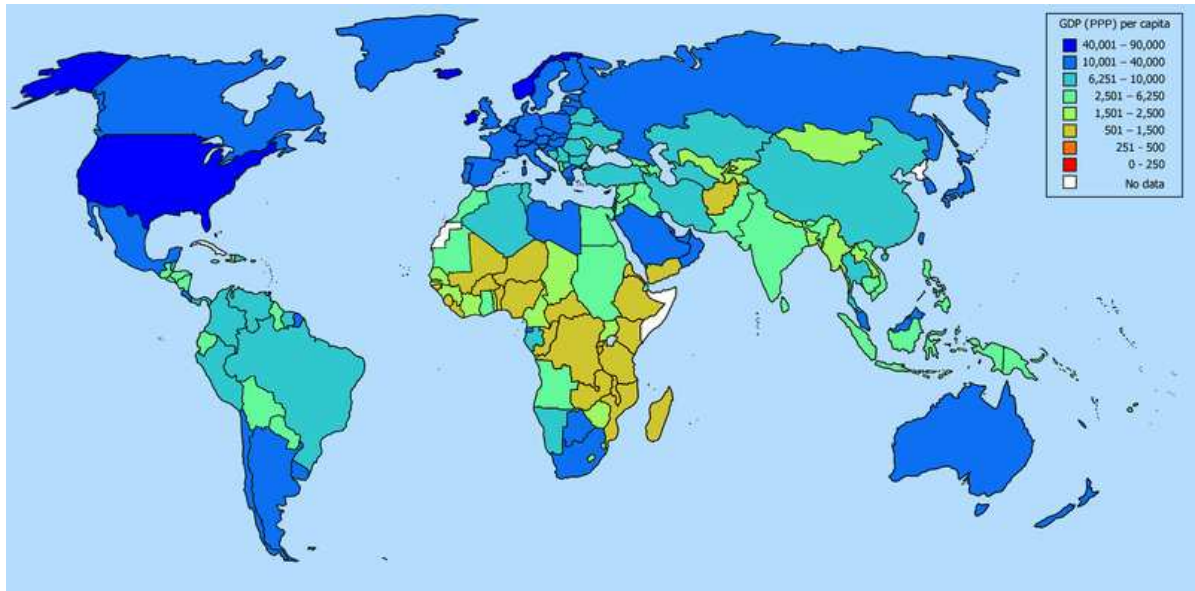 GDP (PPP) per capita
40,001 – 90,000
10,001 – 40,000
6,251 – 10,000
2,501 – 6,250
1,501 – 2,500
501 – 1,500
251 - 500
0 - 250
No data